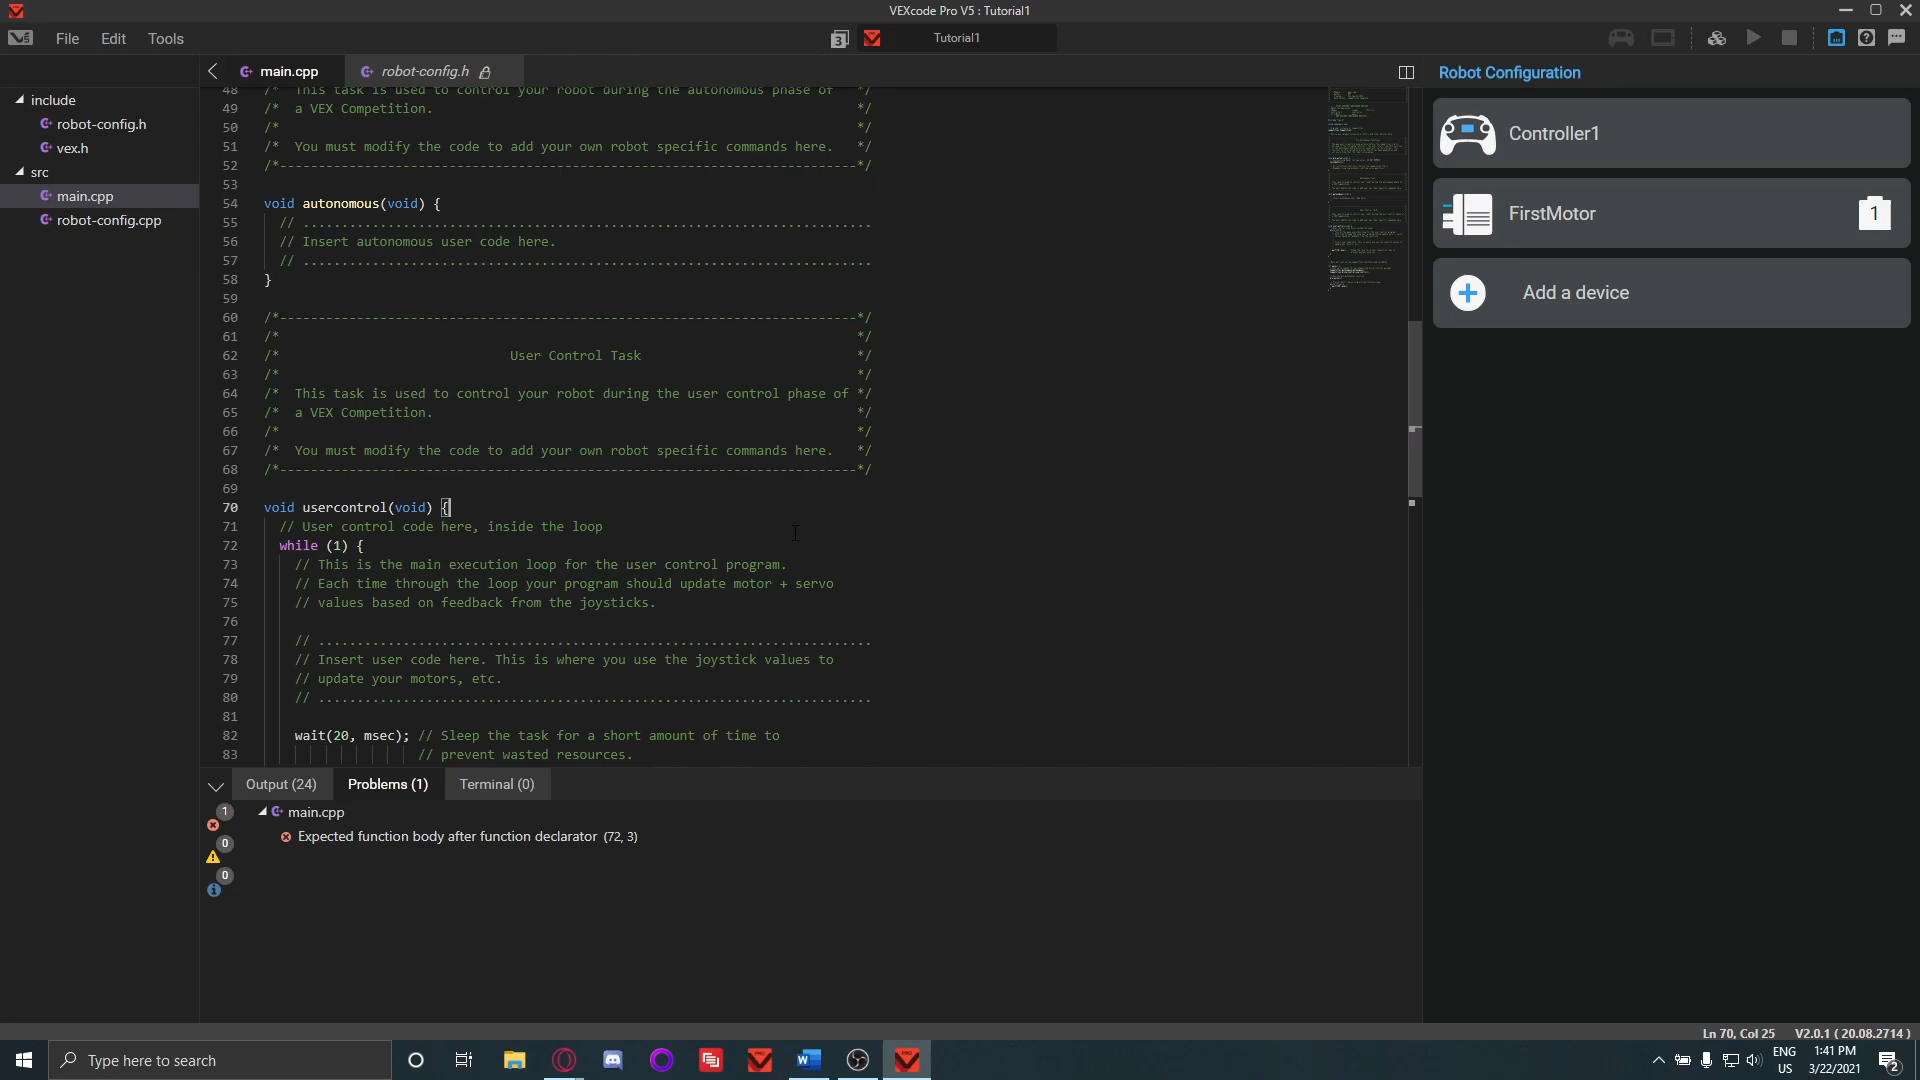 VEXcode Pro V5 : Tutorial1
File Edit Tools
3 Tutorial1
main.cpp robot-config.h
Robot Configuration
include
robot-config.h
vex.h
src
main.cpp
robot-config.cpp
48 /* This task is used to control your robot during the autonomous phase of */
49 /* a VEX Competition. */
50 /* */
51 /* You must modify the code to add your own robot specific commands here. */
52 /*---------------------------------------------------------------------------*/
53
54 void autonomous(void) {
55 // ..........................................................................
56 // Insert autonomous user code here.
57 // ..........................................................................
58 }
59
60 /*---------------------------------------------------------------------------*/
61 /* */
62 /* User Control Task */
63 /* */
64 /* This task is used to control your robot during the user control phase of */
65 /* a VEX Competition. */
66 /* */
67 /* You must modify the code to add your own robot specific commands here. */
68 /*---------------------------------------------------------------------------*/
69
70 void usercontrol(void) {
71 // User control code here, inside the loop
72 while (1) {
73 // This is the main execution loop for the user control program.
74 // Each time through the loop your program should update motor + servo
75 // values based on feedback from the joysticks.
76
77 // ........................................................................
78 // Insert user code here. This is where you use the joystick values to
79 // update your motors, etc.
80 // ........................................................................
81
82 wait(20, msec); // Sleep the task for a short amount of time to
83 // prevent wasted resources.
Controller1
FirstMotor 1
Add a device
Output (24) Problems (1) Terminal (0)
1
0
0
main.cpp
Expected function body after function declarator (72, 3)
Ln 70, Col 25 V2.0.1 ( 20.08.2714 )
Type here to search
ENG
US
1:41 PM
3/22/2021
2